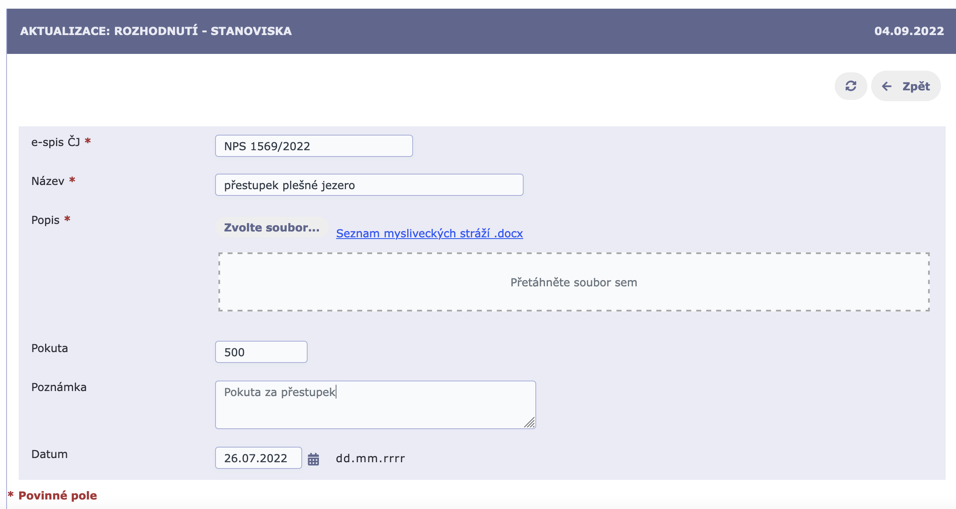 AKTUALIZACE: ROZHODNUTÍ - STANOVISKA 04.09.2022
Zpět
e-spis ČJ * NPS 1569/2022
Název * přestupek plešné jezero
Popis * Zvolte soubor... Seznam mysliveckých stráží .docx
Přetáhněte soubor sem
Pokuta 500
Poznámka Pokuta za přestupek
Datum 26.07.2022 dd.mm.rrrr
* Povinné pole